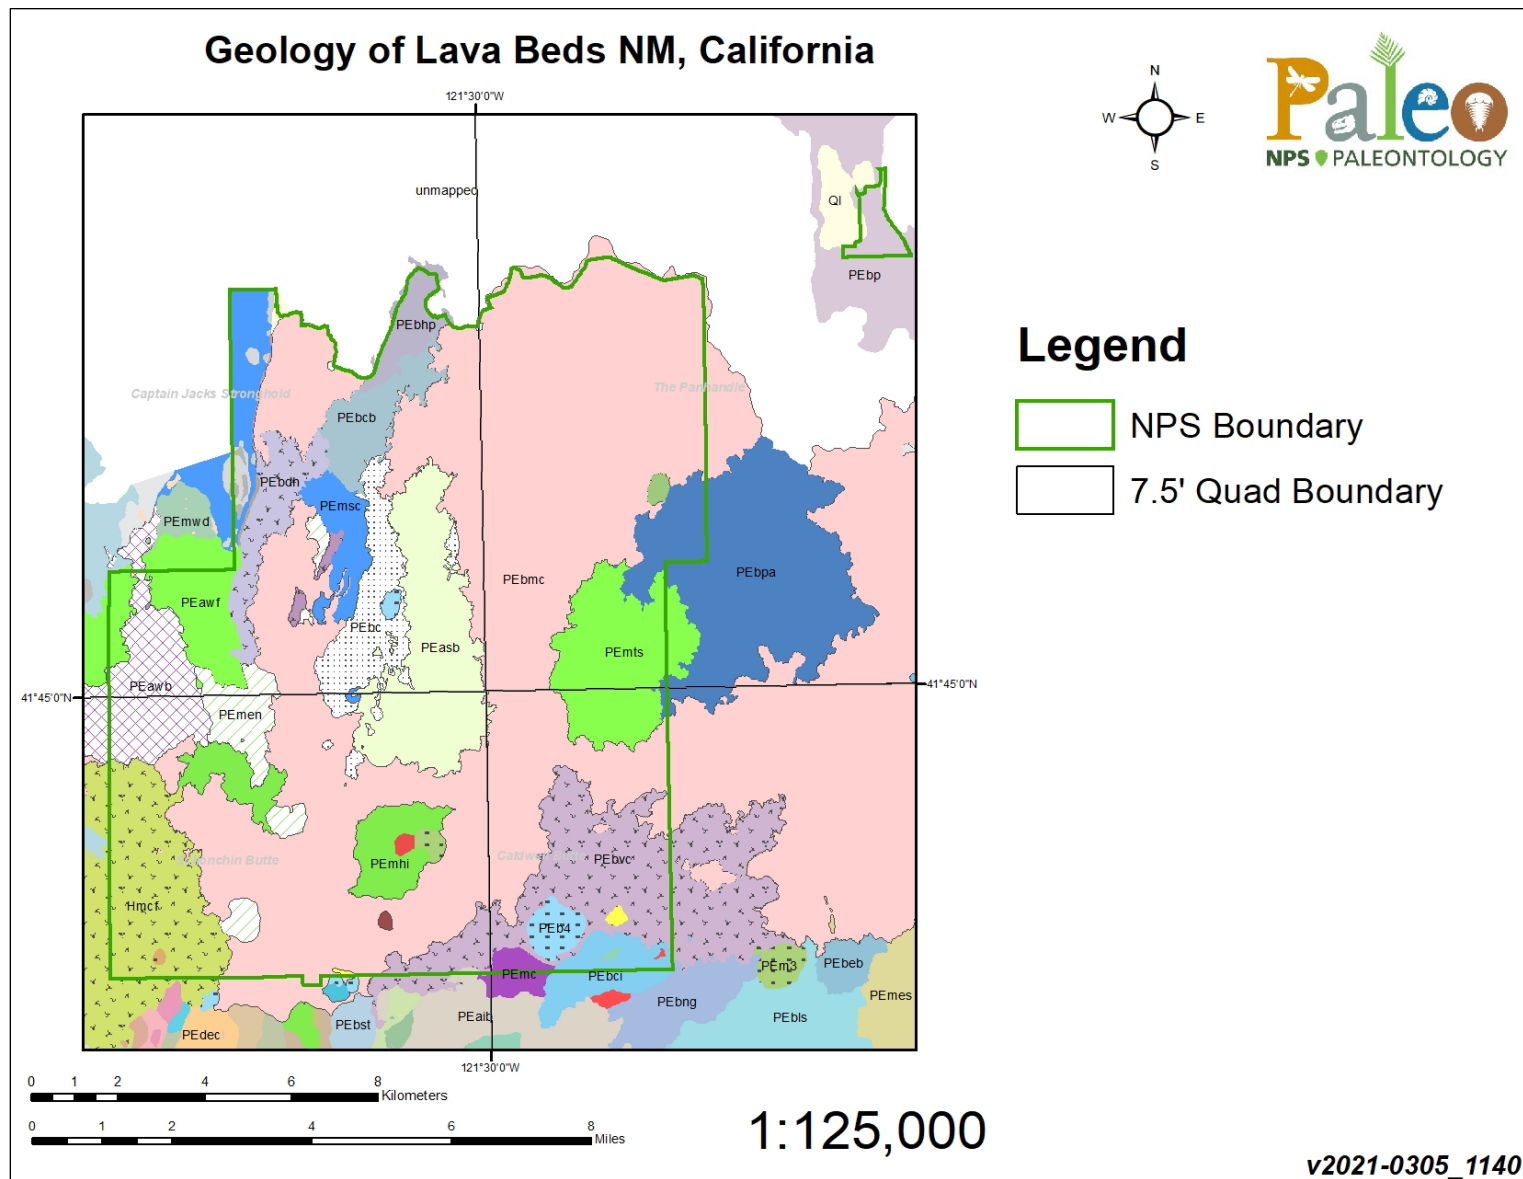 Geology of Lava Beds NM, California
N
W E
S
Paleo
NPS PALEONTOLOGY
121°30'0"W
unmapped
Ql
PEbp
PEbhp
Captain Jacks Stronghold
The Panhandle
PEbcb
PEbdh
PEmsc
PEmwd
PEbmc
PEbpa
PEawf
PEbc
PEasb
PEmts
PEawb
41°45'0"N
41°45'0"N
PEmen
PEmhi
Caldwell Butte
PEbvc
Hmcf
PEb4
PEmc
PEbci
PEm3
PEbeb
PEmes
PEbng
PEbls
PEaib
PEbst
PEdec
121°30'0"W
Legend
NPS Boundary
7.5' Quad Boundary
0 1 2 4 6 8
Kilometers
0 1 2 4 6 8
Miles
1:125,000
v2021-0305_1140